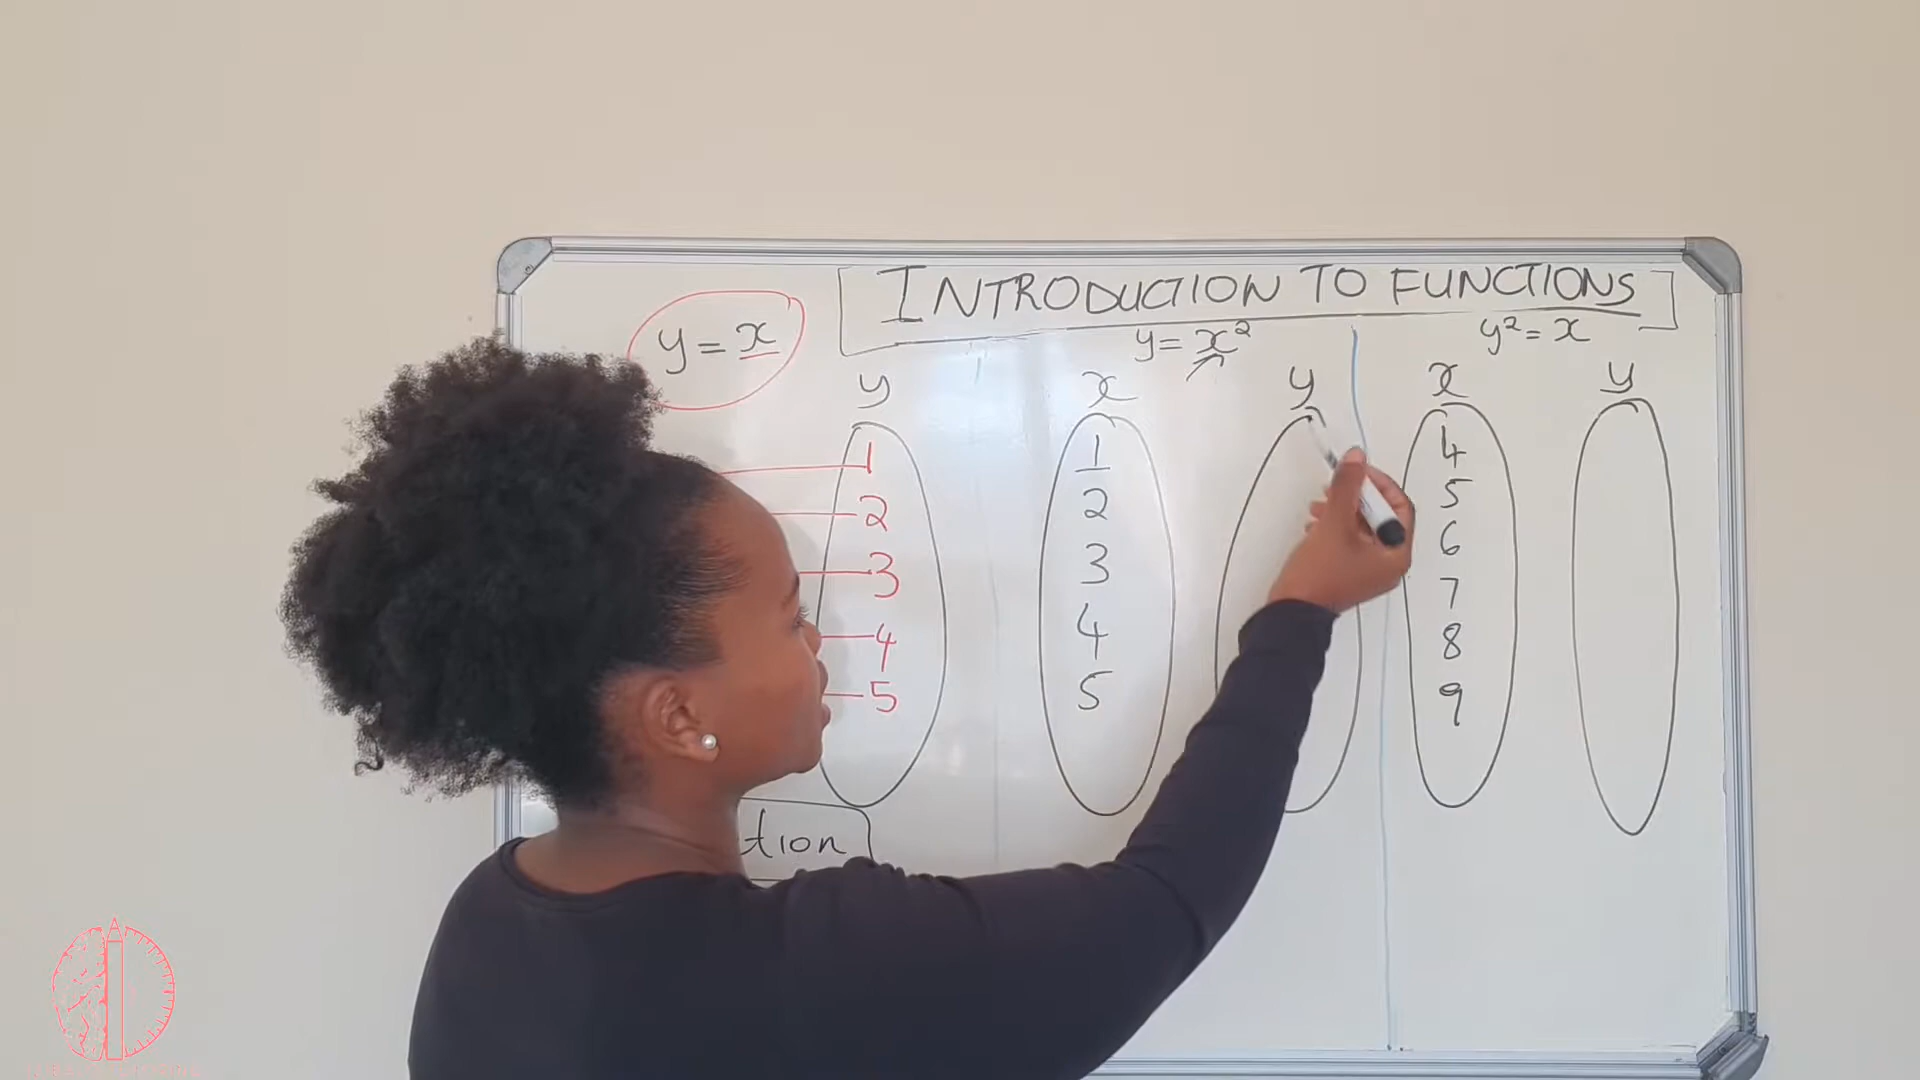 INTRODUCTION TO FUNCTIONS
y = x
y = x²
y² = x
y
x
y
x
y
1
2
3
4
5
1
2
3
4
5
4
5
6
7
8
9
tion